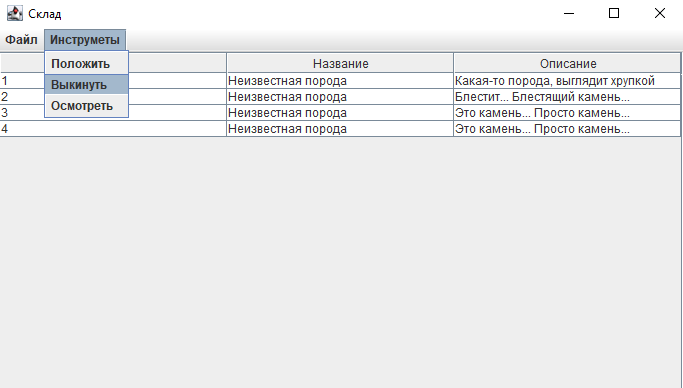 Склад
Файл Инструметы
Положить
Выкинуть
Осмотреть
Название Описание
1 Неизвестная порода Какая-то порода, выглядит хрупкой
2 Неизвестная порода Блестит... Блестящий камень...
3 Неизвестная порода Это камень... Просто камень...
4 Неизвестная порода Это камень... Просто камень...